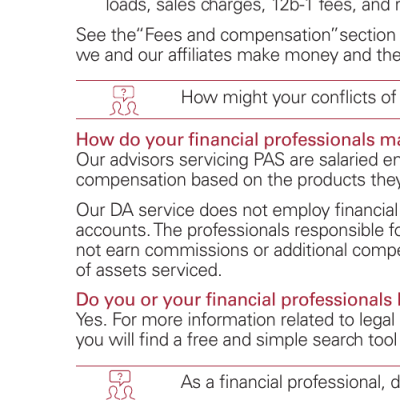 loads, sales charges, 12b-1 fees, and
See the “Fees and compensation” section
we and our affiliates make money and the
How might your conflicts of
How do your financial professionals
Our advisors servicing PAS are salaried
compensation based on the products they
Our DA service does not employ financial
accounts. The professionals responsible
not earn commissions or additional
of assets serviced.
Do you or your financial professionals
Yes. For more information related to legal
you will find a free and simple search tool
As a financial professional,